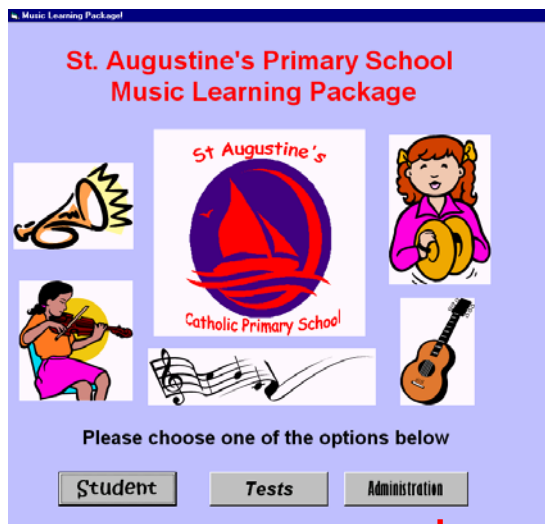 Music Learning Package!
St. Augustine's Primary School
Music Learning Package
St Augustine's
Catholic Primary School
Please choose one of the options below
Student
Tests
Administration